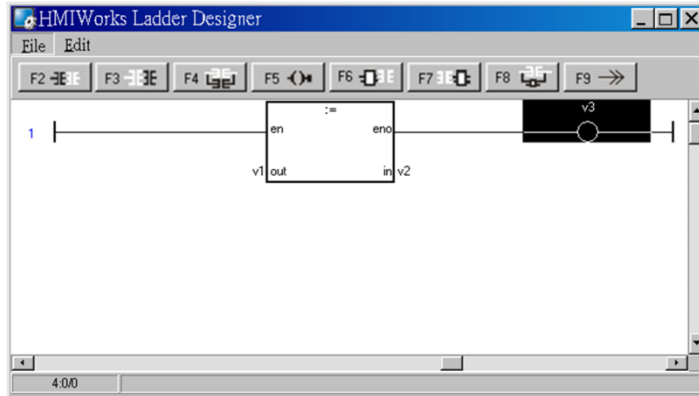 HMIWorks Ladder Designer
File Edit
F2 F3 F4 F5 F6 F7 F8 F9
:= v3
1 en eno
v1 out in v2
4:0/0